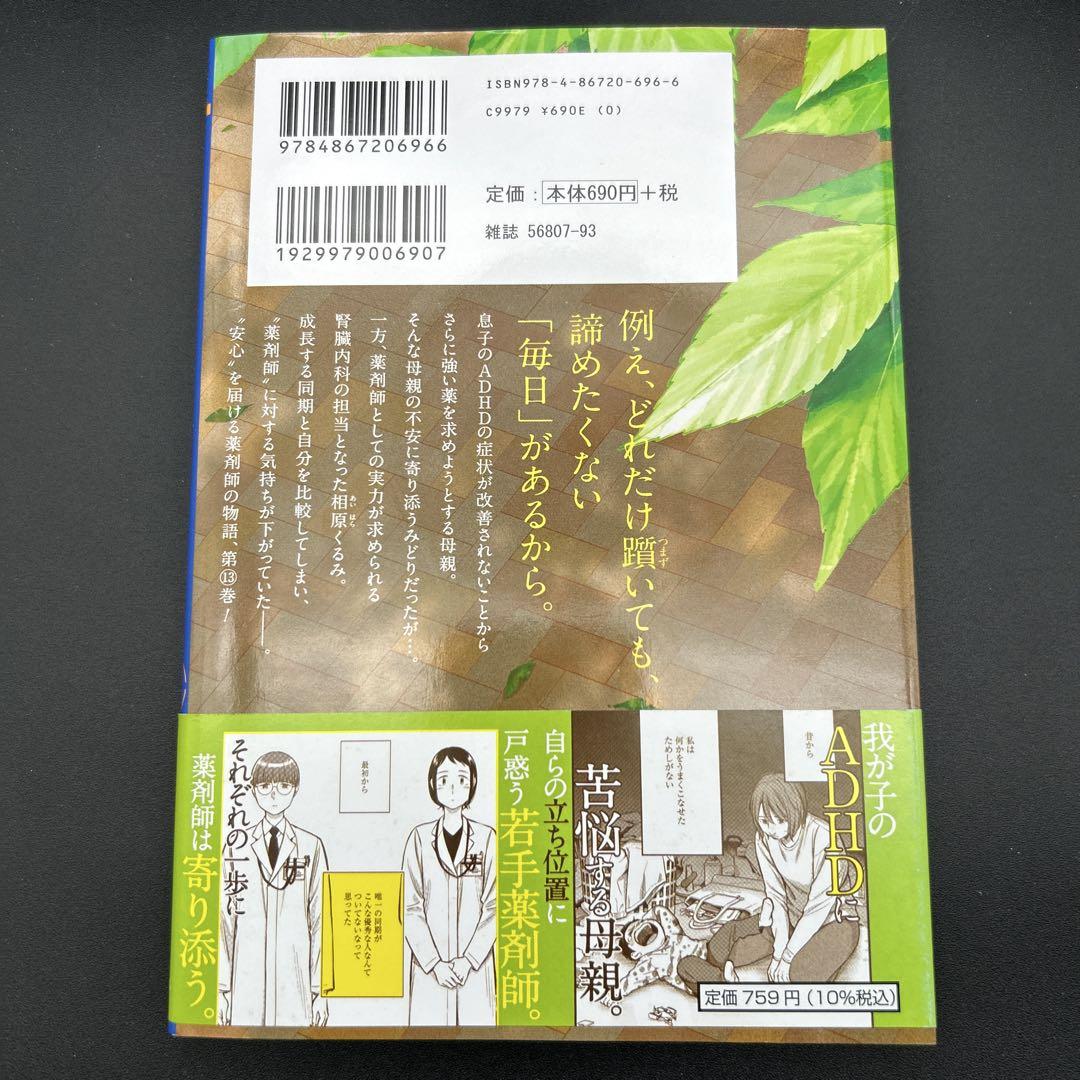 ISBN978-4-86720-696-6
C9979 ¥690E (0)
9784867206966
定価：本体690円＋税
雑誌 56807-93
1929979006907
例え、どれだけ躓いても、
つまず
諦めたくない
「毎日」があるから。
息子のADHDの症状が改善されないことから
さらに強い薬を求めようとする母親。
そんな母親の不安に寄り添うみどりだったが…。
一方、薬剤師としての実力が求められる
腎臓内科の担当となった相原くるみ。
あいはら
成長する同期と自分を比較してしまい、
〝薬剤師〟に対する気持ちが下がっていた——。
〝安心〟を届ける薬剤師の物語、第⑬巻！
我が子の
ADHDに
苦悩する母親。
昔から
私は
何かをうまくこなせた
ためしがない
自らの立ち位置に
戸惑う若手薬剤師。
最初から
唯一の同期が
こんな優秀な人なんて
ついてないなって
思ってた
それぞれの一歩に
薬剤師は寄り添う。
定価 759円（10%税込）